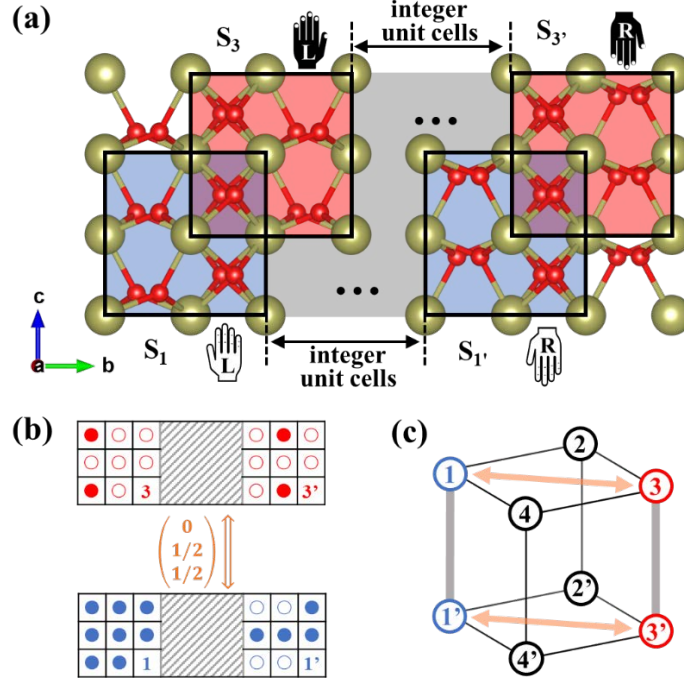 (a)
S3
L
integer
unit cells
S3'
R
...
...
c
a
b
S1
L
integer
unit cells
S1'
R
(b)
3
3'
0
1/2
1/2
1
1'
(c)
2
1
3
4
2'
1'
3'
4'